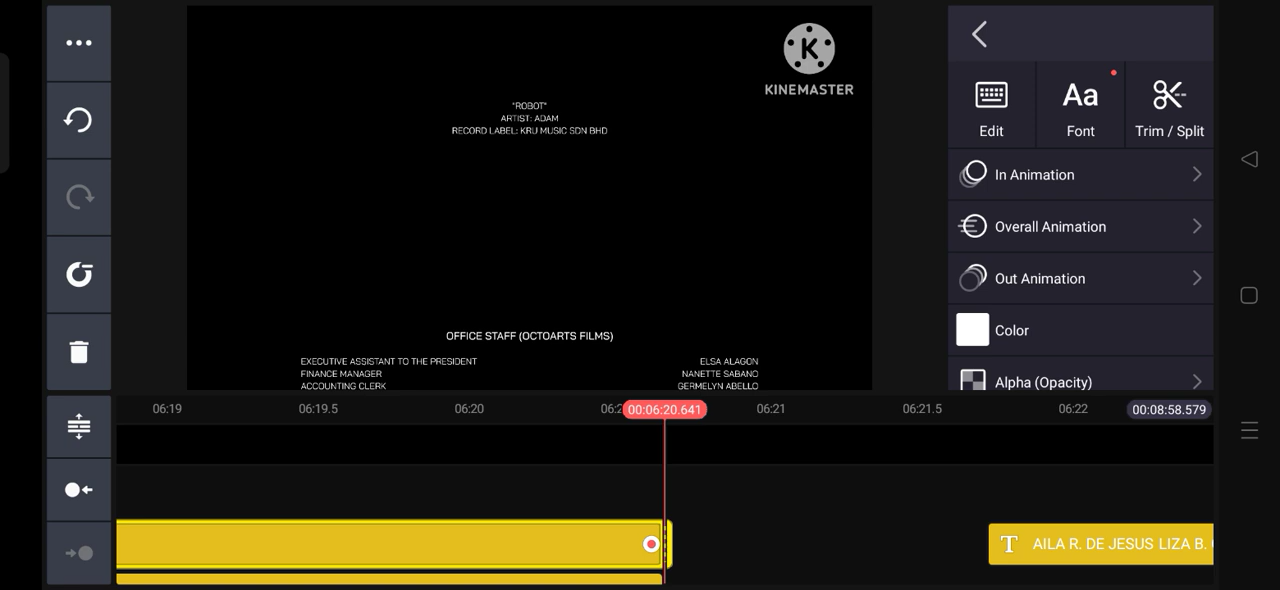 KINEMASTER
"ROBOT"
ARTIST: ADAM
RECORD LABEL: KRU MUSIC SDN BHD
OFFICE STAFF (OCTOARTS FILMS)
EXECUTIVE ASSISTANT TO THE PRESIDENT ELSA ALAGON
FINANCE MANAGER NANETTE SABANO
ACCOUNTING CLERK GERMELYN ABELLO
Edit
Aa
Font
Trim / Split
In Animation
Overall Animation
Out Animation
Color
Alpha (Opacity)
06:19 06:19.5 06:20 06:2 00:06:20.641 06:21 06:21.5 06:22 00:08:58.579
T AILA R. DE JESUS LIZA B.